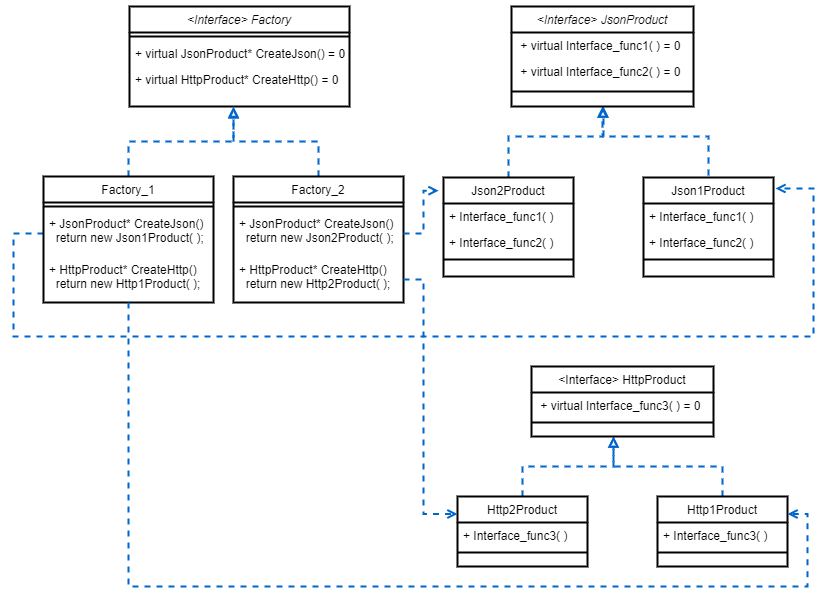 <Interface> Factory
+ virtual JsonProduct* CreateJson() = 0
+ virtual HttpProduct* CreateHttp() = 0
<Interface> JsonProduct
+ virtual Interface_func1( ) = 0
+ virtual Interface_func2( ) = 0
Factory_1
+ JsonProduct* CreateJson()
return new Json1Product( );
+ HttpProduct* CreateHttp()
return new Http1Product( );
Factory_2
+ JsonProduct* CreateJson()
return new Json2Product( );
+ HttpProduct* CreateHttp()
return new Http2Product( );
Json2Product
+ Interface_func1( )
+ Interface_func2( )
Json1Product
+ Interface_func1( )
+ Interface_func2( )
<Interface> HttpProduct
+ virtual Interface_func3( ) = 0
Http2Product
+ Interface_func3( )
Http1Product
+ Interface_func3( )